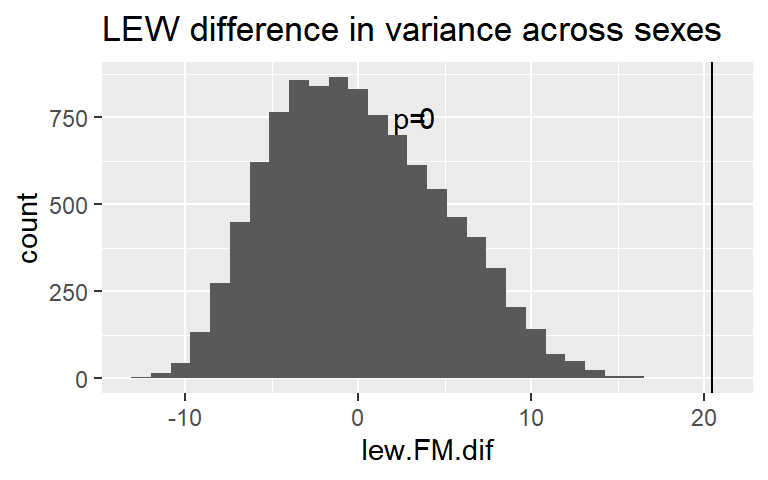 LEW difference in variance across sexes
count
750
500
250
0
p=0
-10 0 10 20
lew.FM.dif